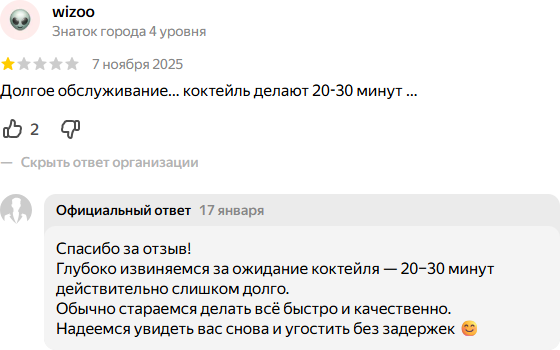 wizoo
Знаток города 4 уровня
7 ноября 2025
Долгое обслуживание... коктейль делают 20-30 минут ...
2
— Скрыть ответ организации
Официальный ответ 17 января
Спасибо за отзыв!
Глубоко извиняемся за ожидание коктейля — 20–30 минут
действительно слишком долго.
Обычно стараемся делать всё быстро и качественно.
Надеемся увидеть вас снова и угостить без задержек 😊